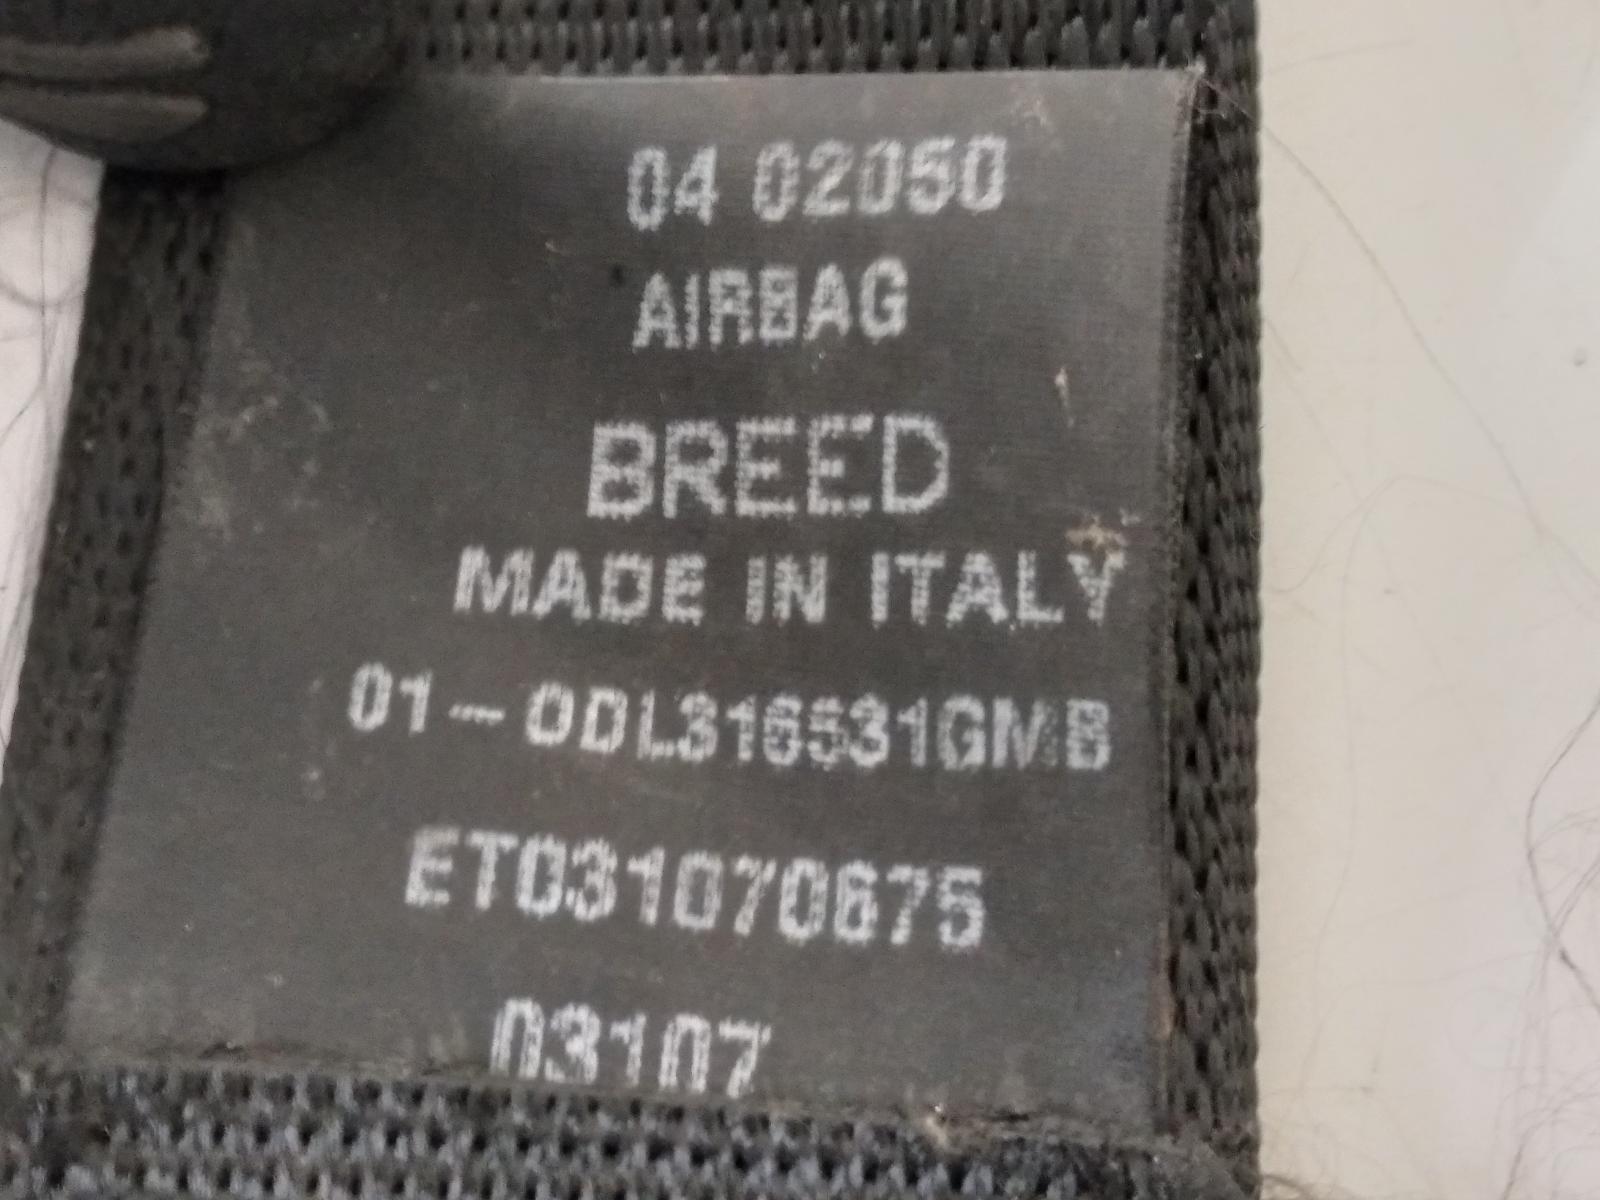 04 02050
AIRBAG
BREED
MADE IN ITALY
01-0DL316531GMB
ET031070675
03107